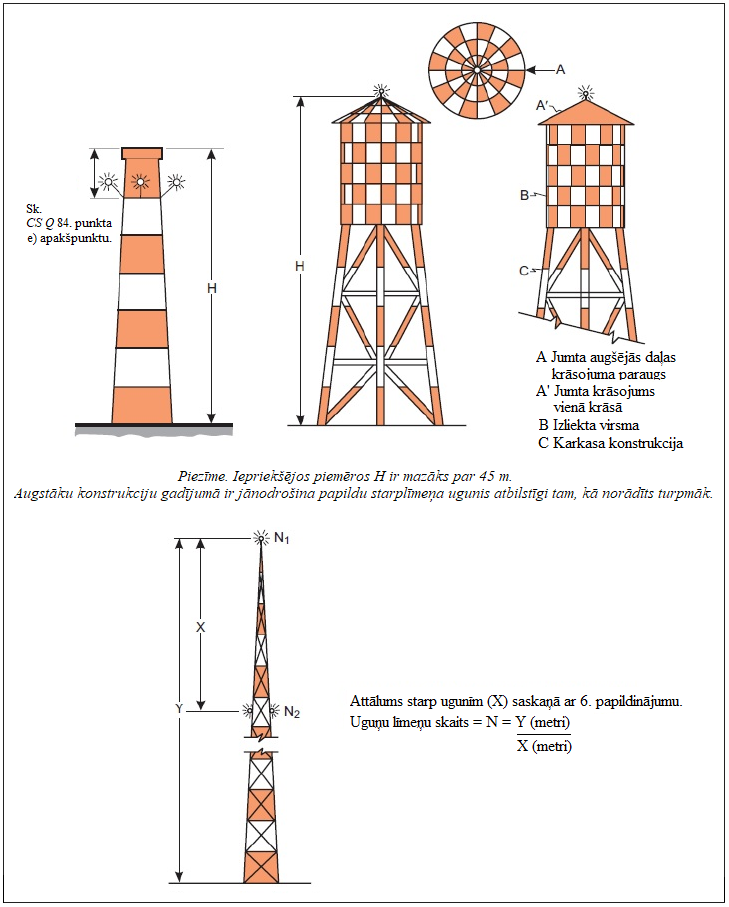 A
A'
Sk.
CS Q 84. punkta
e) apakšpunktu.
H
H
B
C
A Jumta augšējās daļas
krāsojuma paraugs
A' Jumta krāsojums
vienā krāsā
B Izliekta virsma
C Karkasa konstrukcija
Piezīme. Iepriekšējos piemēros H ir mazāks par 45 m.
Augstāku konstrukciju gadījumā ir jānodrošina papildu starplīmeņa ugunis atbilstīgi tam, kā norādīts turpmāk.
N1
X
Y
N2
Attālums starp ugunīm (X) saskaņā ar 6. papildinājumu.
Uguņu līmeņu skaits = N = Y (metri)
X (metri)